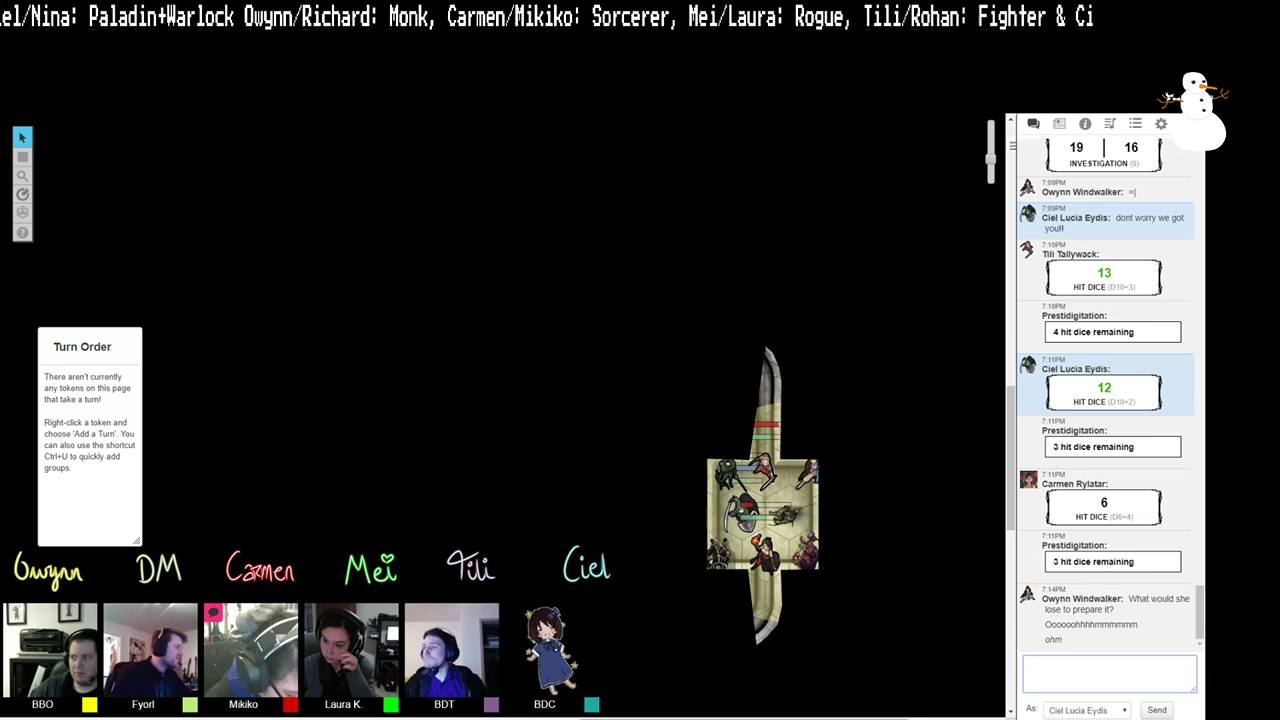 el/Nina: Paladin+Warlock Owynn/Richard: Monk, Carmen/Mikiko: Sorcerer, Mei/Laura: Rogue, Tili/Rohan: Fighter & Ci
19 | 16
INVESTIGATION (0)
7:09PM
Owynn Windwalker: =|
7:09PM
Ciel Lucia Eydis: dont worry we got
you!!
7:10PM
Tili Tallywack:
13
HIT DICE (D10+3)
7:10PM
Prestidigitation:
4 hit dice remaining
7:11PM
Ciel Lucia Eydis:
12
HIT DICE (D10+2)
7:11PM
Prestidigitation:
3 hit dice remaining
7:11PM
Carmen Rylatar:
6
HIT DICE (D6+4)
7:11PM
Prestidigitation:
3 hit dice remaining
7:14PM
Owynn Windwalker: What would she
lose to prepare it?
Oooooohhhhmmmmmm
ohm
As: Ciel Lucia Eydis Send
Turn Order
There aren't currently
any tokens on this page
that take a turn!
Right-click a token and
choose 'Add a Turn'. You
can also use the shortcut
Ctrl+U to quickly add
groups.
Owynn DM Carmen Mei Tili Ciel
BBO Fyorl Mikiko Laura K. BDT BDC